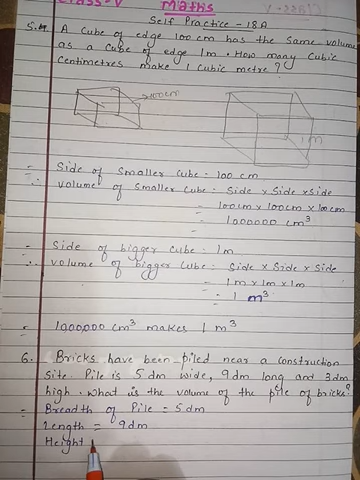 Class-V Maths
Self Practice - 18A
5. A cube of edge 100 cm has the same volume
as a cube of edge 1m. How many cubic
centimetres make 1 cubic metre?
100cm
1m
= Side of smaller cube = 100 cm
∴ volume of smaller cube = side x side x side
= 100cm x 100cm x 100cm
= 1000000 cm³
= Side of bigger cube = 1m
∴ volume of bigger cube = side x side x side
= 1m x 1m x 1m
= 1 m³
= 1000000 cm³ makes 1 m³
6. Bricks have been piled near a construction
site. Pile is 5 dm wide, 9dm long and 3dm
high. What is the volume of the pile of bricks?
= Breadth of Pile = 5dm
Length = 9dm
Height